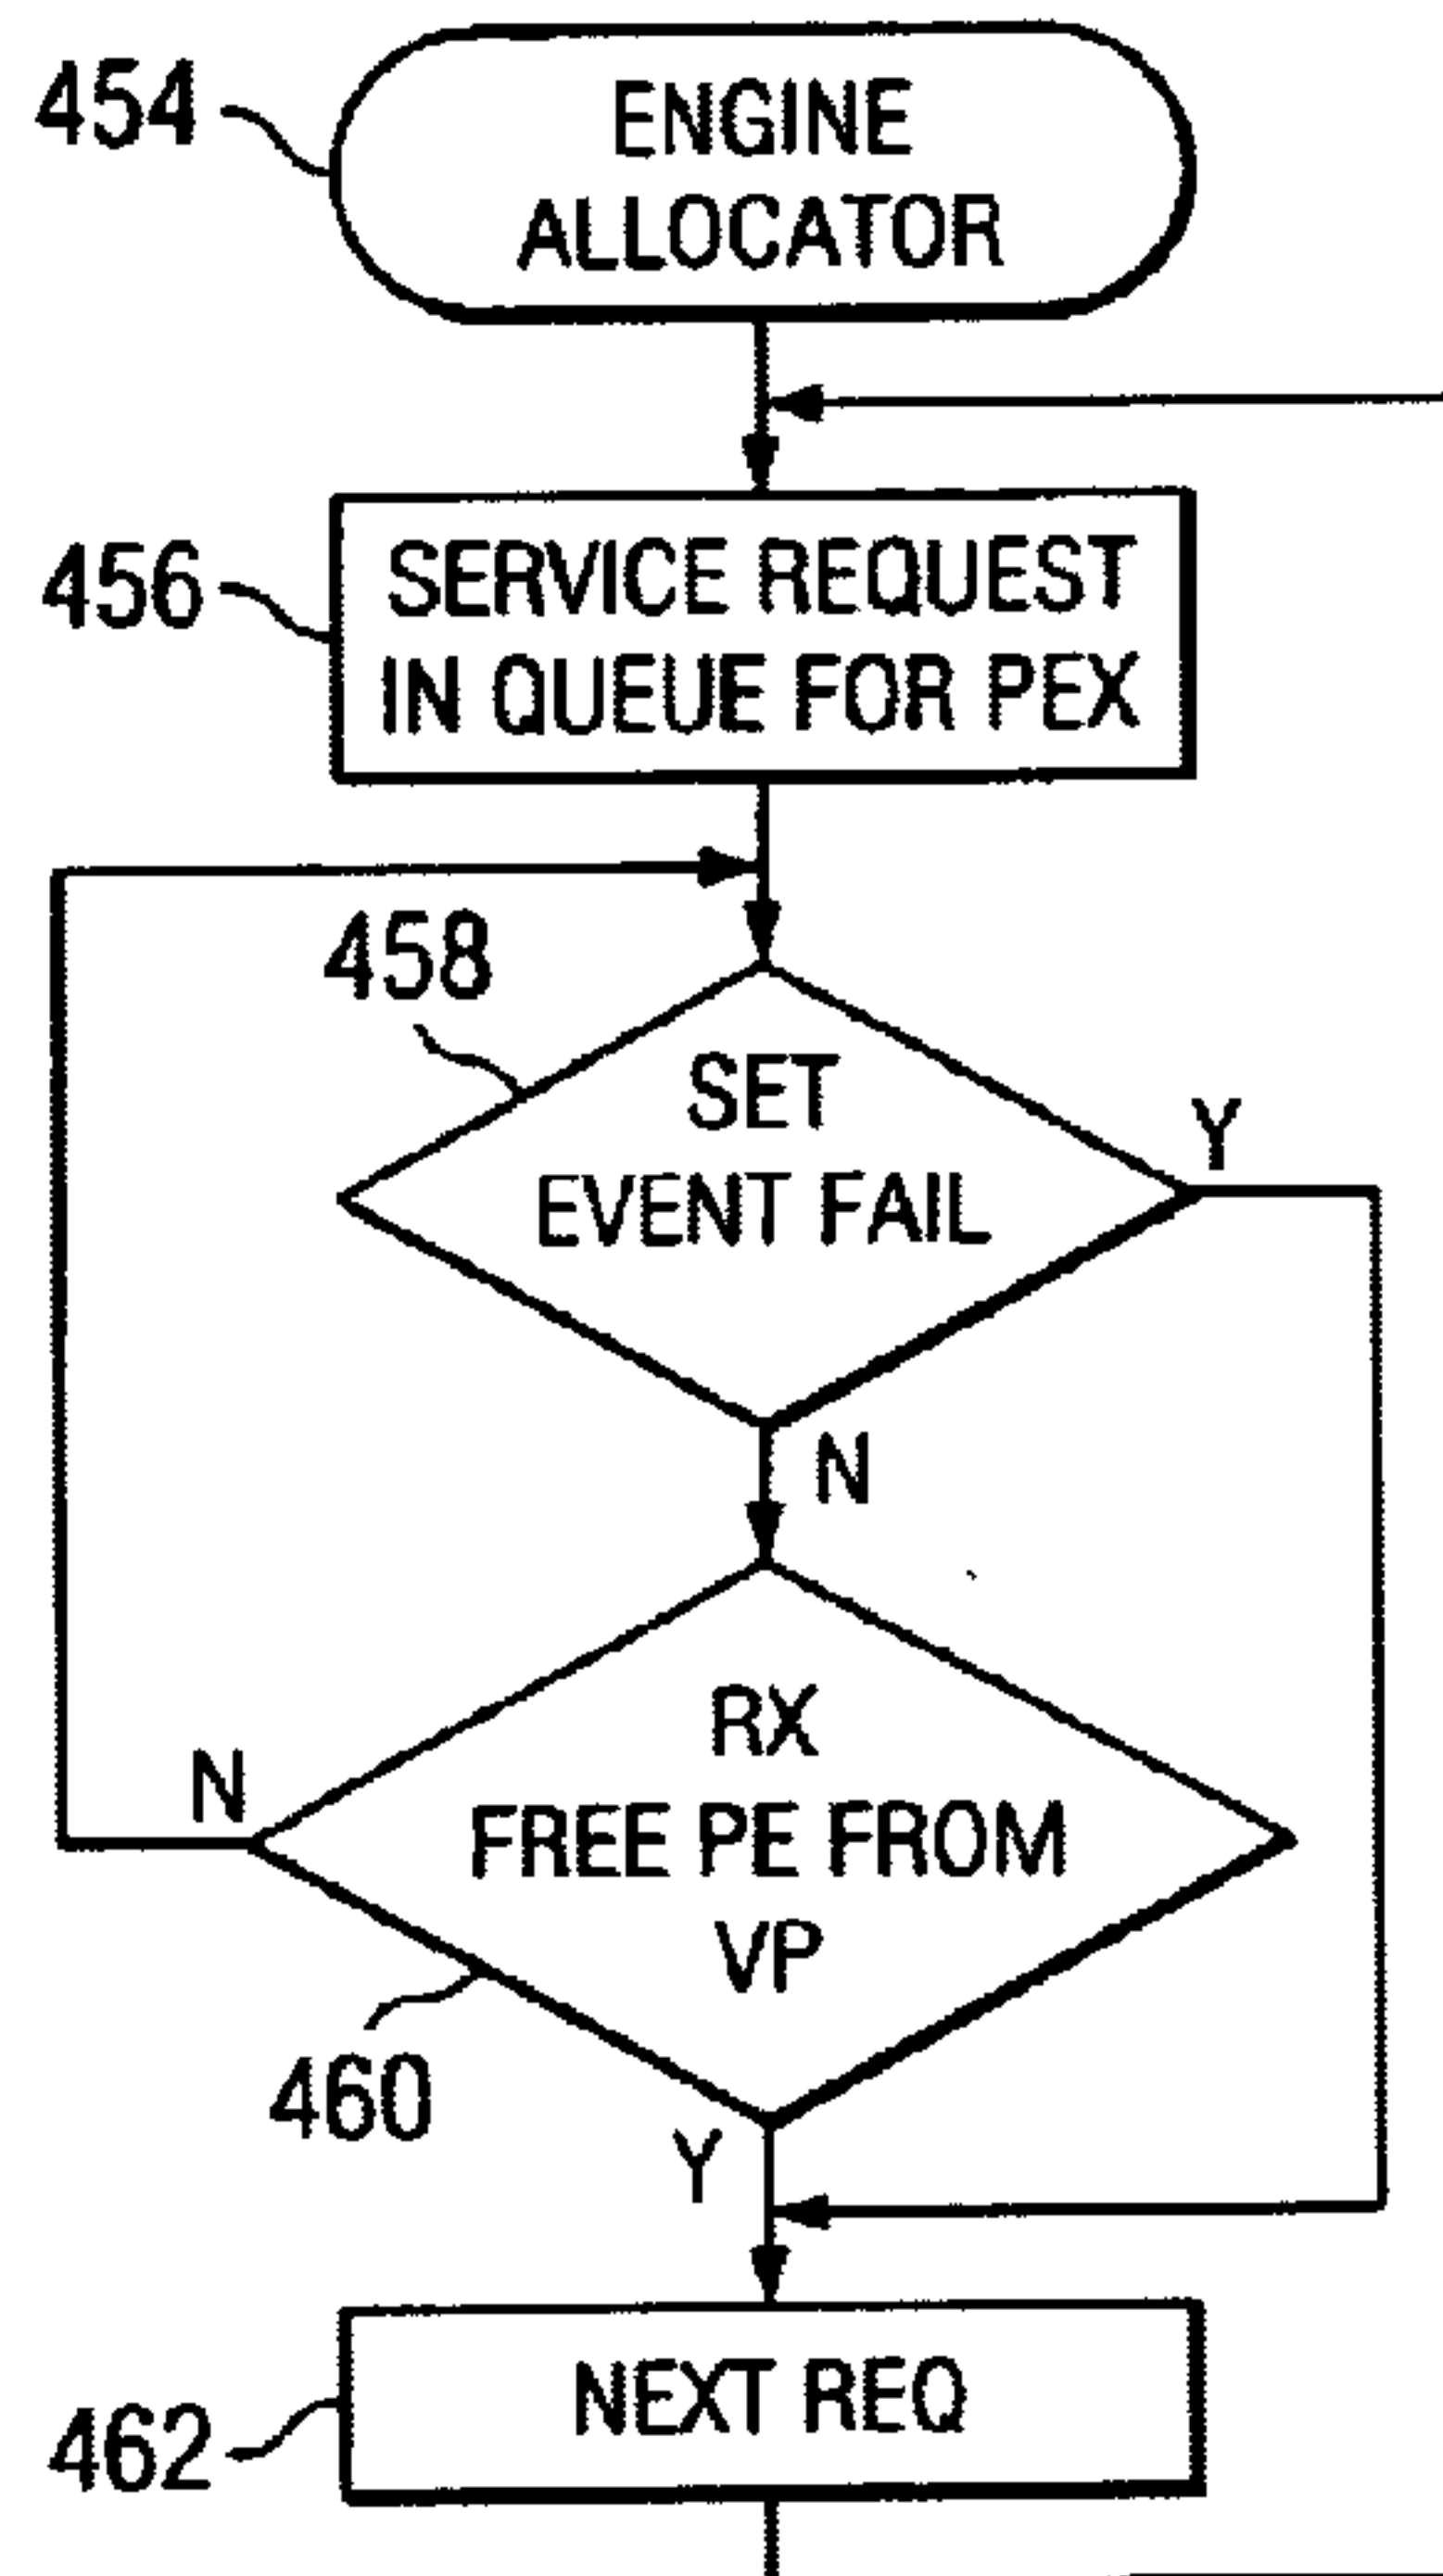 454
ENGINE
ALLOCATOR
456
SERVICE REQUEST
IN QUEUE FOR PEX
458
SET
EVENT FAIL
Y
N
RX
FREE PE FROM
VP
N
460
Y
NEXT REQ
462